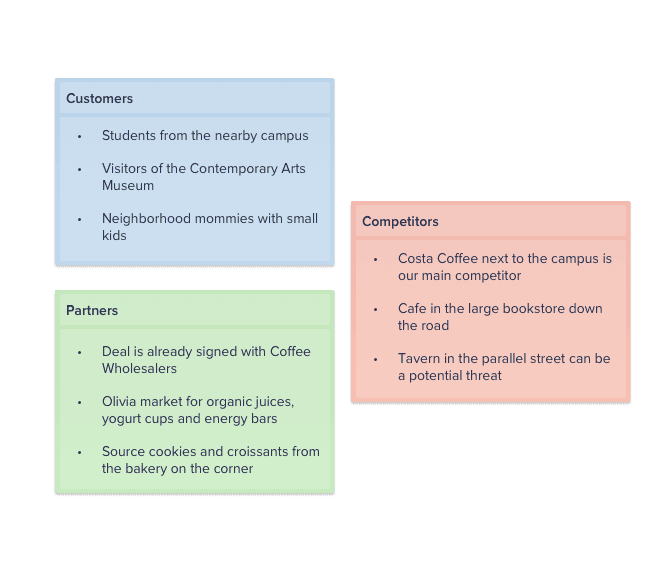 Customers
• Students from the nearby campus
• Visitors of the Contemporary Arts
Museum
• Neighborhood mommies with small
kids
Partners
• Deal is already signed with Coffee
Wholesalers
• Olivia market for organic juices,
yogurt cups and energy bars
• Source cookies and croissants from
the bakery on the corner
Competitors
• Costa Coffee next to the campus is
our main competitor
• Cafe in the large bookstore down
the road
• Tavern in the parallel street can be
a potential threat